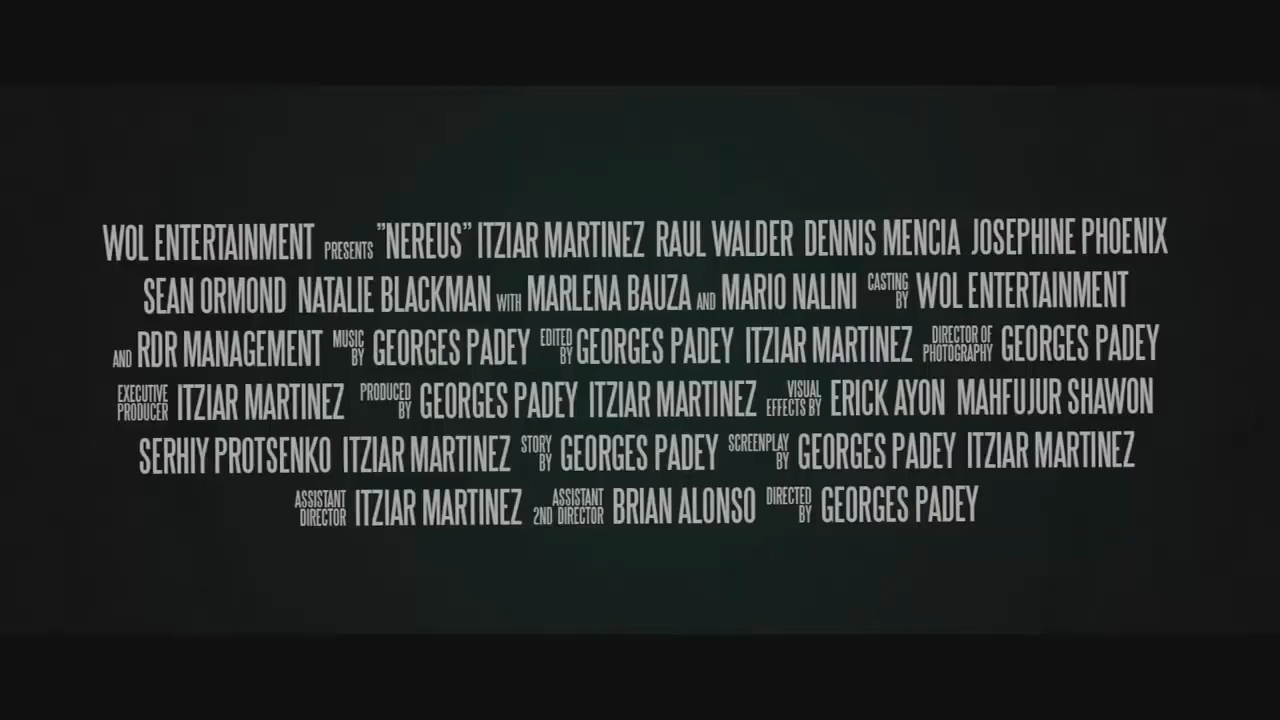 WOL ENTERTAINMENT PRESENTS "NEREUS" ITZIAR MARTINEZ RAUL WALDER DENNIS MENCIA JOSEPHINE PHOENIX
SEAN ORMOND NATALIE BLACKMAN WITH MARLENA BAUZA AND MARIO NALINI CASTING BY WOL ENTERTAINMENT
AND RDR MANAGEMENT MUSIC BY GEORGES PADEY EDITED BY GEORGES PADEY ITZIAR MARTINEZ DIRECTOR OF PHOTOGRAPHY GEORGES PADEY
EXECUTIVE PRODUCER ITZIAR MARTINEZ PRODUCED BY GEORGES PADEY ITZIAR MARTINEZ VISUAL EFFECTS BY ERICK AYON MAHFUJUR SHAWON
SERHIY PROTSENKO ITZIAR MARTINEZ STORY BY GEORGES PADEY SCREENPLAY BY GEORGES PADEY ITZIAR MARTINEZ
ASSISTANT DIRECTOR ITZIAR MARTINEZ ASSISTANT 2ND DIRECTOR BRIAN ALONSO DIRECTED BY GEORGES PADEY